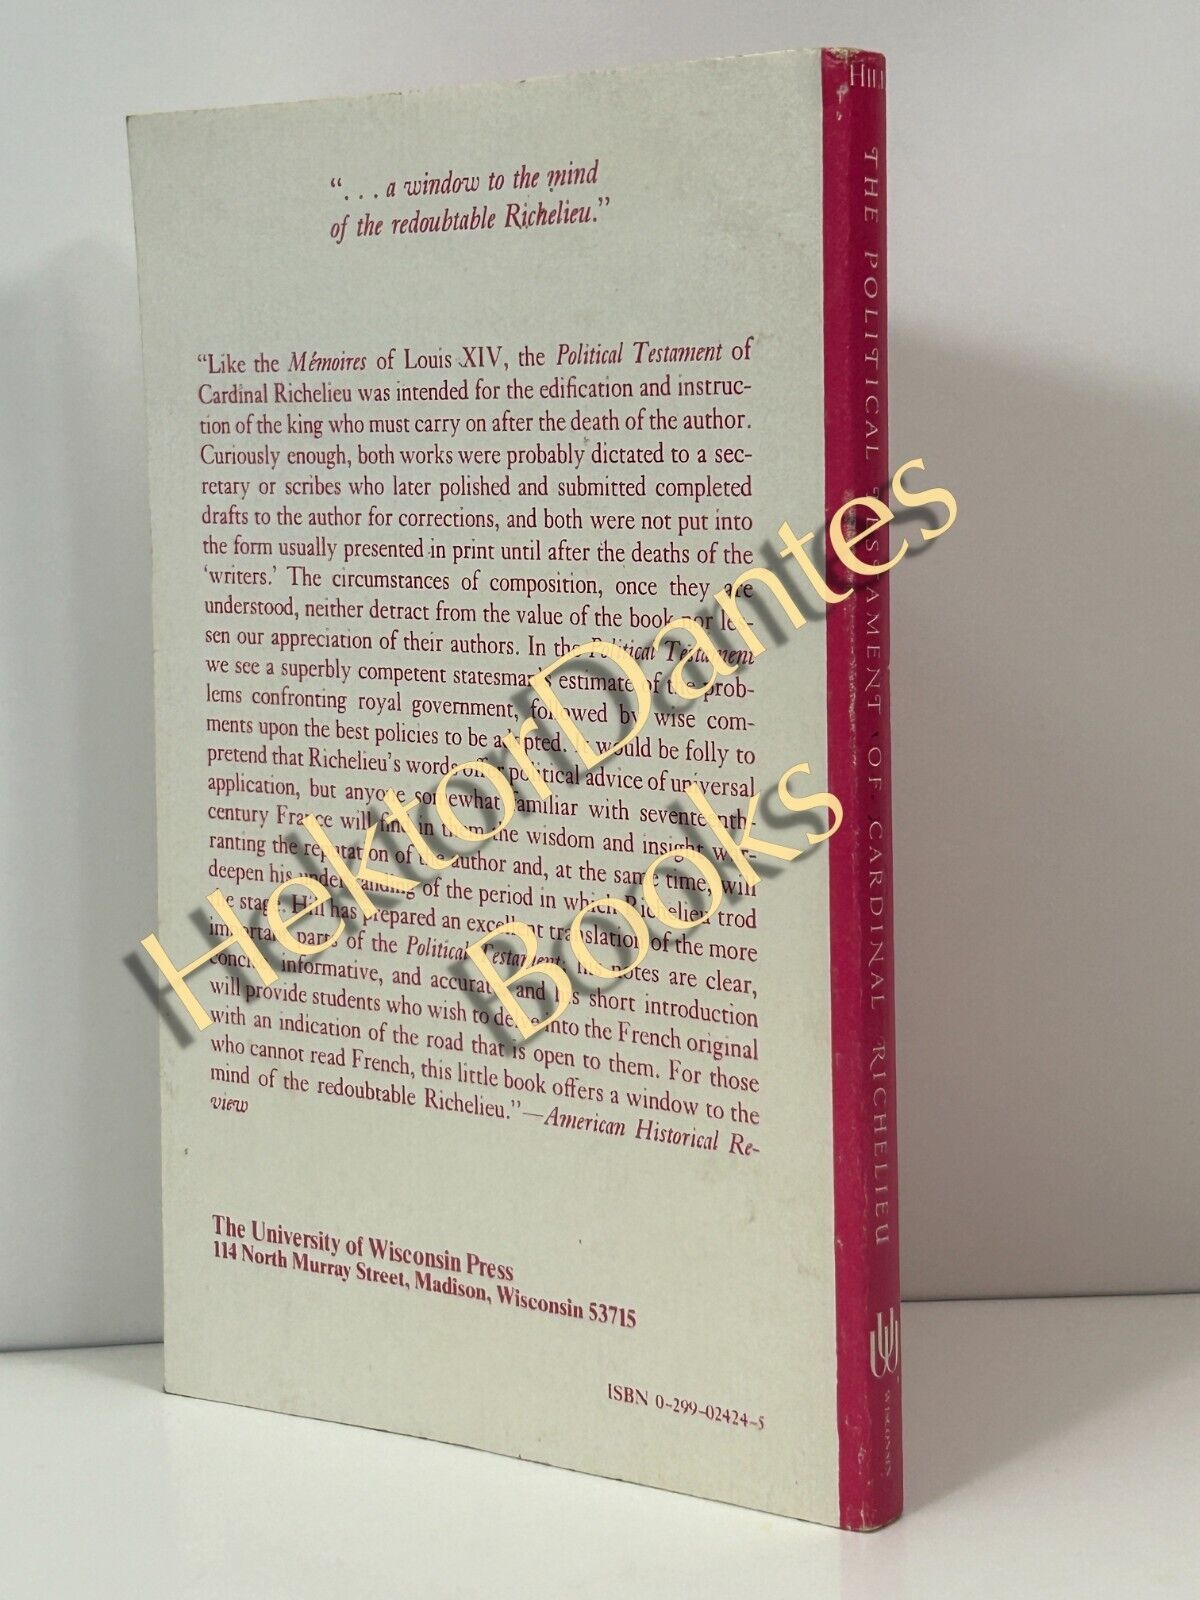 “. . . a window to the mind
of the redoubtable Richelieu.”
“Like the Mémoires of Louis XIV, the Political Testament of
Cardinal Richelieu was intended for the edification and instruc-
tion of the king who must carry on after the death of the author.
Curiously enough, both works were probably dictated to a sec-
retary or scribes who later polished and submitted completed
drafts to the author for corrections, and both were not put into
the form usually presented in print until after the deaths of the
‘writers.’ The circumstances of composition, once they are
understood, neither detract from the value of the book nor les-
sen our appreciation of their authors. In the Political Testament
we see a superbly competent statesman’s estimate of the prob-
lems confronting royal government, followed by wise com-
ments upon the best policies to be adopted. It would be folly to
pretend that Richelieu’s words offer political advice of universal
application, but anyone somewhat familiar with seventeenth-
century France will find in them the wisdom and insight war-
ranting the reputation of the author and, at the same time, will
deepen his understanding of the period in which Richelieu trod
the stage. Hill has prepared an excellent translation of the more
important parts of the Political Testament; his notes are clear,
concise, informative, and accurate, and his short introduction
will provide students who wish to delve into the French original
with an indication of the road that is open to them. For those
who cannot read French, this little book offers a window to the
mind of the redoubtable Richelieu.”—American Historical Re-
view
The University of Wisconsin Press
114 North Murray Street, Madison, Wisconsin 53715
ISBN 0-299-02424-5
HILL
THE POLITICAL TESTAMENT OF CARDINAL RICHELIEU
WISCONSIN
HektorDantes
Books